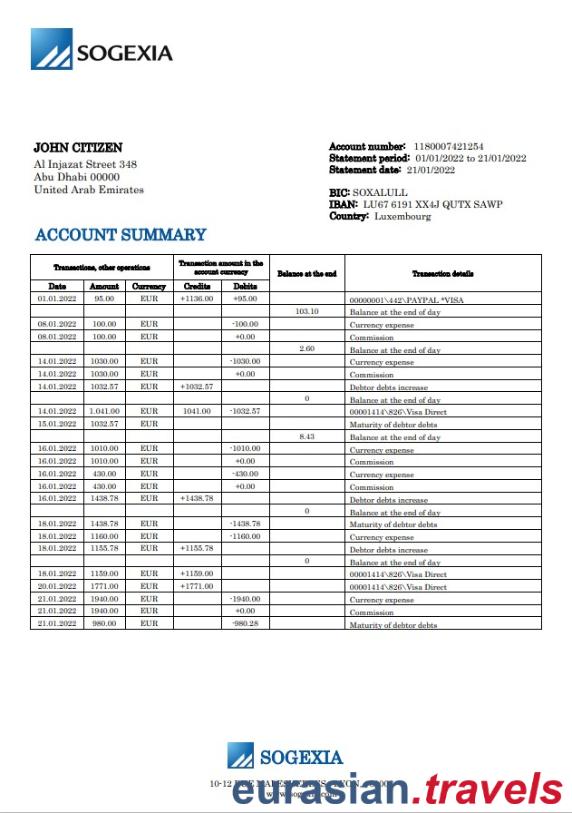 SOGEXIA
JOHN CITIZEN
Al Injazat Street 348
Abu Dhabi 00000
United Arab Emirates
Account number: 1180007421254
Statement period: 01/01/2022 to 21/01/2022
Statement date: 21/01/2022
BIC: SOXALULL
IBAN: LU67 6191 XX4J QUTX SAWP
Country: Luxembourg
ACCOUNT SUMMARY
Transactions, other operations Transaction amount in the account currency Balance at the end Transaction details
Date Amount Currency Credits Debits
01.01.2022 95.00 EUR +1136.00 +95.00 00000001\442\PAYPAL *VISA
103.10 Balance at the end of day
08.01.2022 100.00 EUR -100.00 Currency expense
08.01.2022 100.00 EUR +0.00 Commission
2.60 Balance at the end of day
14.01.2022 1030.00 EUR -1030.00 Currency expense
14.01.2022 1030.00 EUR +0.00 Commission
14.01.2022 1032.57 EUR +1032.57 Debtor debts increase
0 Balance at the end of day
14.01.2022 1.041.00 EUR 1041.00 -1032.57 00001414\826\Visa Direct
15.01.2022 1032.57 EUR Maturity of debtor debts
8.43 Balance at the end of day
16.01.2022 1010.00 EUR -1010.00 Currency expense
16.01.2022 1010.00 EUR +0.00 Commission
16.01.2022 430.00 EUR -430.00 Currency expense
16.01.2022 430.00 EUR +0.00 Commission
16.01.2022 1438.78 EUR +1438.78 Debtor debts increase
0 Balance at the end of day
18.01.2022 1438.78 EUR -1438.78 Maturity of debtor debts
18.01.2022 1160.00 EUR -1160.00 Currency expense
18.01.2022 1155.78 EUR +1155.78 Debtor debts increase
0 Balance at the end of day
18.01.2022 1159.00 EUR +1159.00 00001414\826\Visa Direct
20.01.2022 1771.00 EUR +1771.00 00001414\826\Visa Direct
21.01.2022 1940.00 EUR -1940.00 Currency expense
21.01.2022 1940.00 EUR +0.00 Commission
21.01.2022 980.00 EUR -980.28 Maturity of debtor debts
SOGEXIA
10-12
eurasian.travels